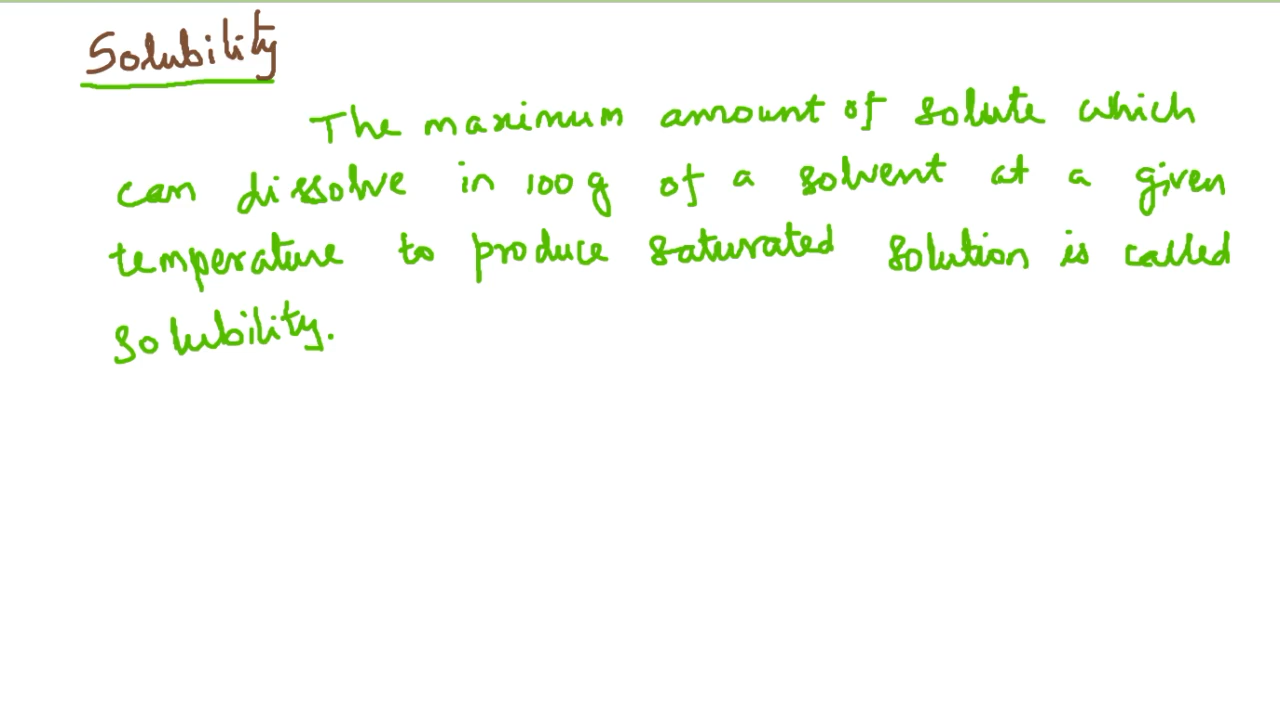 Solubility
The maximum amount of solute which
can dissolve in 100g of a solvent at a given
temperature to produce saturated solution is called
solubility.